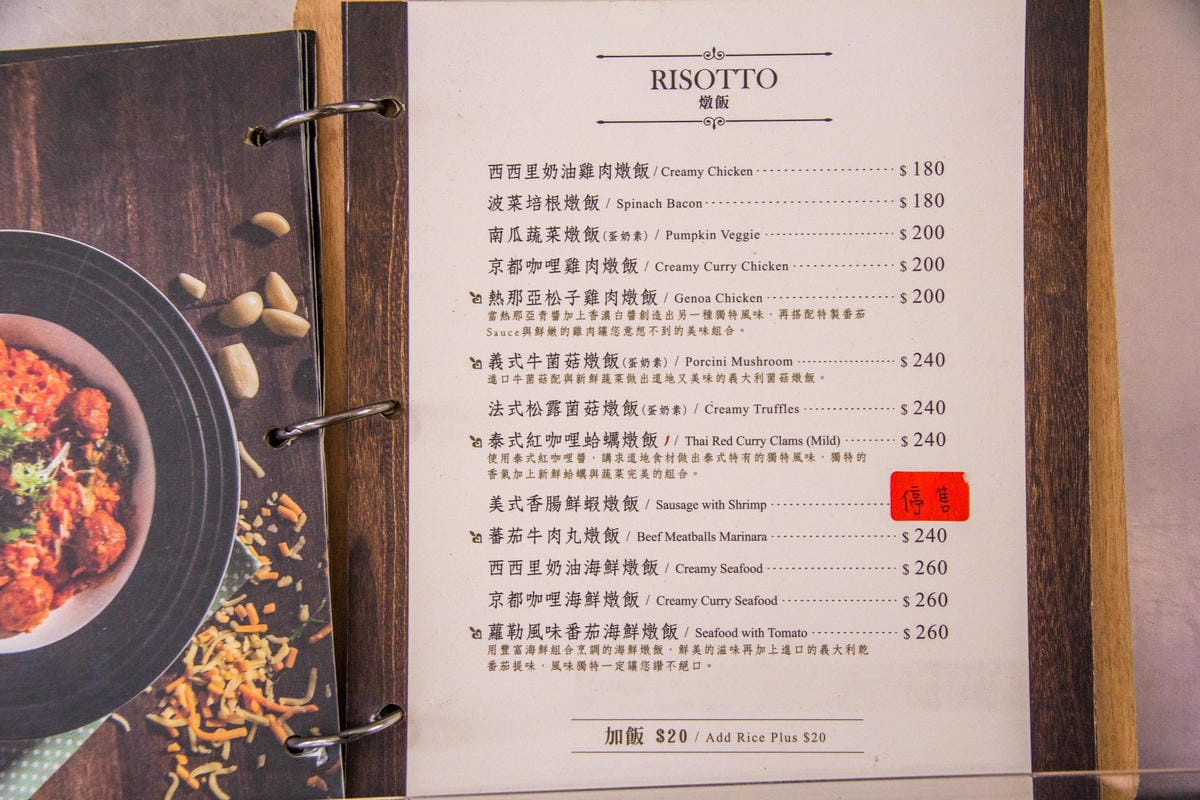 RISOTTO
燉飯
西西里奶油雞肉燉飯 / Creamy Chicken $ 180
波菜培根燉飯 / Spinach Bacon $ 180
南瓜蔬菜燉飯(蛋奶素) / Pumpkin Veggie $ 200
京都咖哩雞肉燉飯 / Creamy Curry Chicken $ 200
熱那亞松子雞肉燉飯 / Genoa Chicken $ 200
當熱那亞青醬加上香濃白醬創造出另一種獨特風味，再搭配特製番茄
Sauce與鮮嫩的雞肉讓您意想不到的美味組合。
義式牛菌菇燉飯(蛋奶素) / Porcini Mushroom $ 240
進口牛菌菇配與新鮮蔬菜做出道地又美味的義大利菌菇燉飯。
法式松露菌菇燉飯(蛋奶素) / Creamy Truffles $ 240
泰式紅咖哩蛤蠣燉飯 / Thai Red Curry Clams (Mild) $ 240
使用泰式紅咖哩醬，講求道地食材做出泰式特有的獨特風味，獨特的
香氣加上新鮮蛤蠣與蔬菜完美的組合。
美式香腸鮮蝦燉飯 / Sausage with Shrimp 停售
蕃茄牛肉丸燉飯 / Beef Meatballs Marinara $ 240
西西里奶油海鮮燉飯 / Creamy Seafood $ 260
京都咖哩海鮮燉飯 / Creamy Curry Seafood $ 260
蘿勒風味番茄海鮮燉飯 / Seafood with Tomato $ 260
用豐富海鮮組合烹調的海鮮燉飯，鮮美的滋味再加上進口的義大利乾
番茄提味，風味獨特一定讓您讚不絕口。
加飯 $20 / Add Rice Plus $20